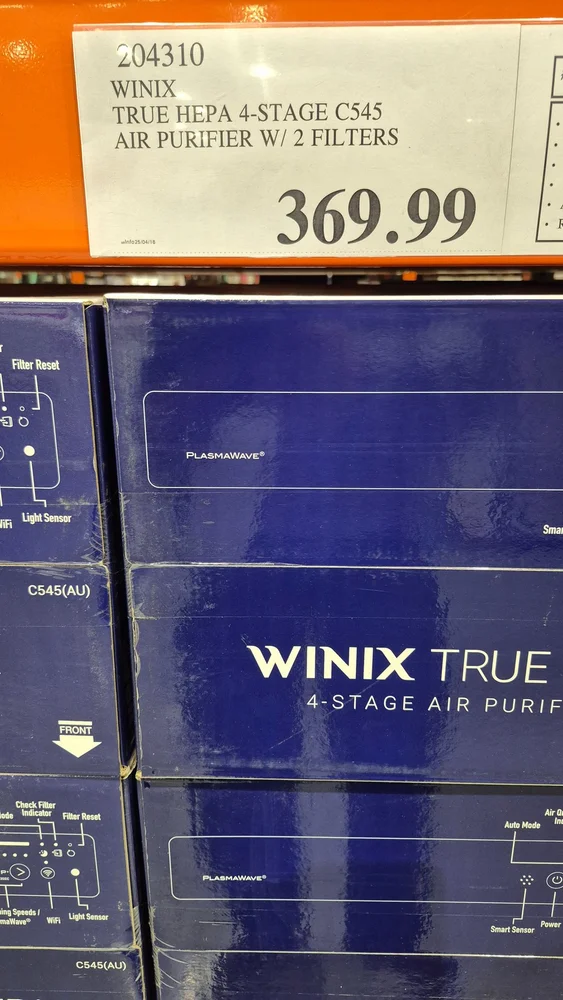 204310
WINIX
TRUE HEPA 4-STAGE C545
AIR PURIFIER W/ 2 FILTERS
369.99
Filter Reset
WiFi
Light Sensor
PLASMAWAVE®
C545(AU)
WINIX TRUE
4-STAGE AIR PURIF
FRONT
Check Filter
Indicator
Filter Reset
WiFi
Light Sensor
C545(AU)
PLASMAWAVE®
Auto Mode
Smart Sensor
Power